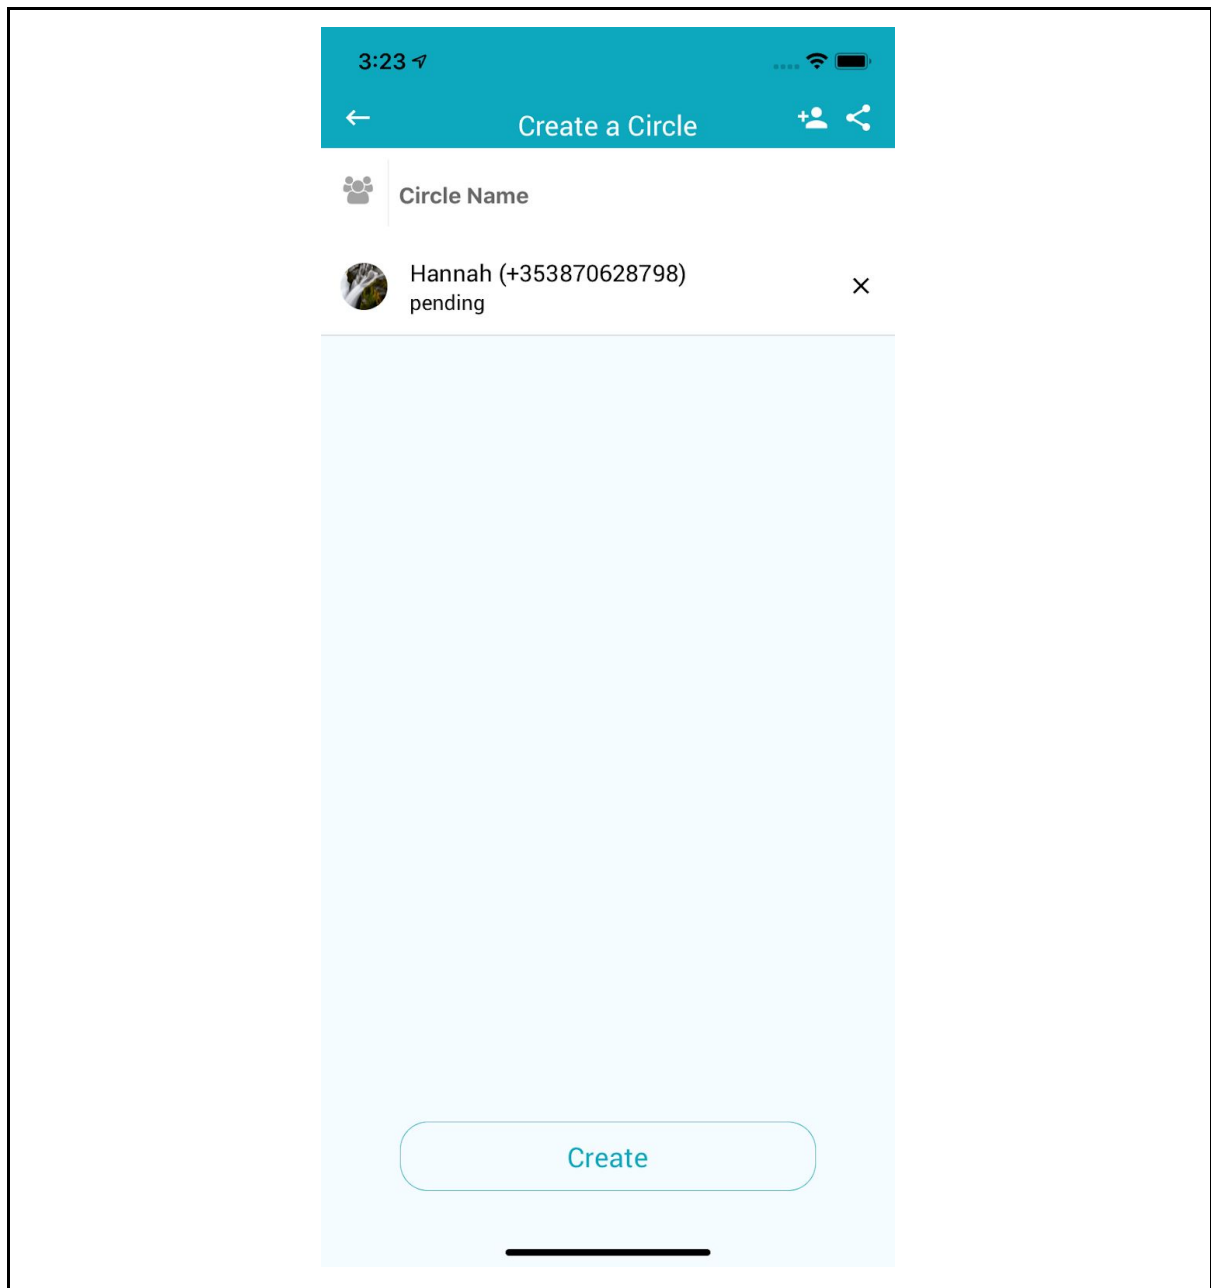 3:23
Create a Circle
Circle Name
Hannah (+353870628798)
pending
Create